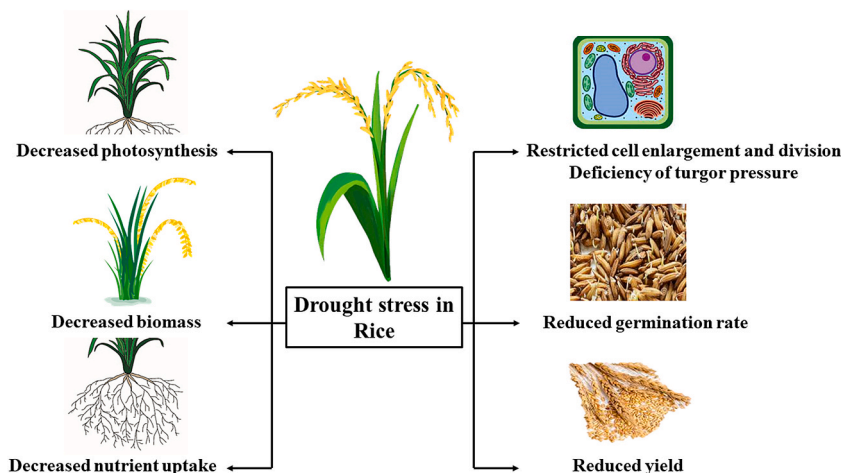 Decreased photosynthesis
Restricted cell enlargement and division
Deficiency of turgor pressure
Drought stress in
Rice
Decreased biomass
Reduced germination rate
Decreased nutrient uptake
Reduced yield